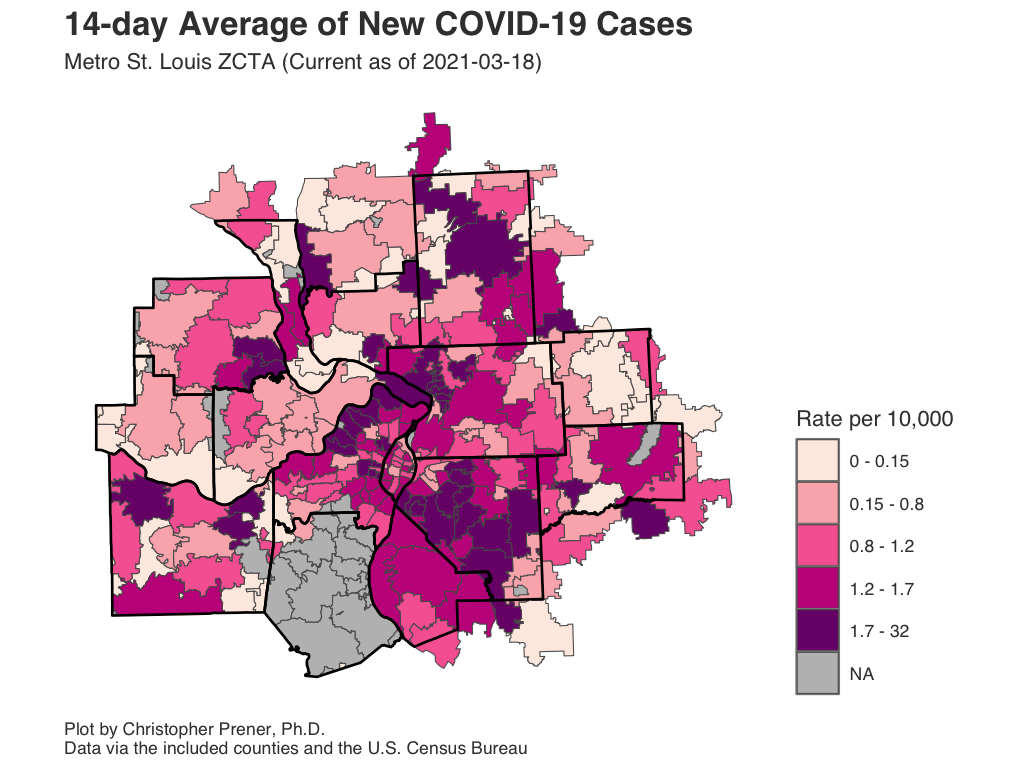 14-day Average of New COVID-19 Cases
Metro St. Louis ZCTA (Current as of 2021-03-18)
Rate per 10,000
0 - 0.15
0.15 - 0.8
0.8 - 1.2
1.2 - 1.7
1.7 - 32
NA
Plot by Christopher Prener, Ph.D.
Data via the included counties and the U.S. Census Bureau